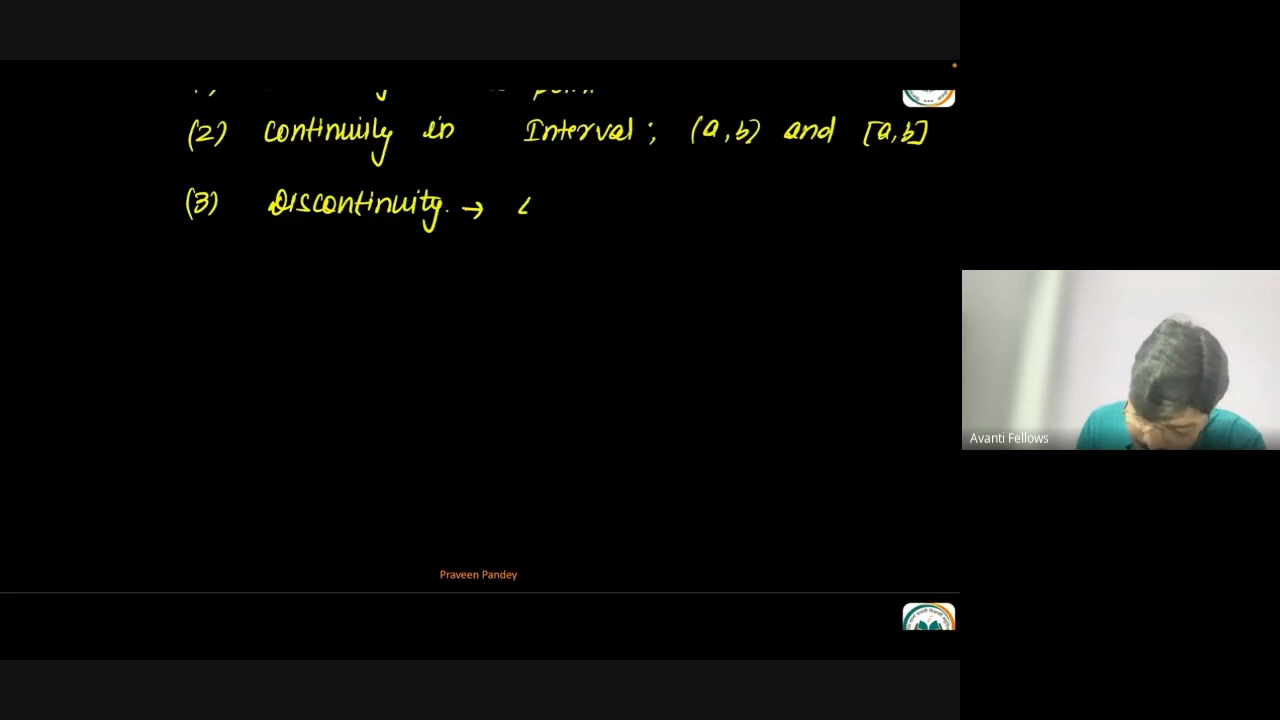 (2) continuity in Interval; (a,b) and [a,b]
(3) Discontinuity. →
Avanti Fellows
Praveen Pandey